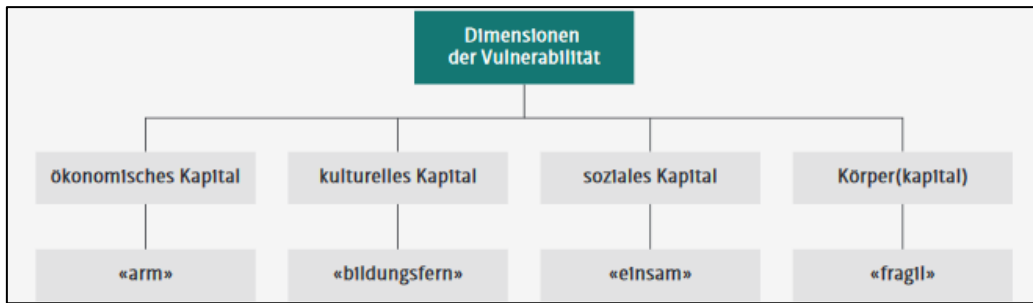 Dimensionen
der Vulnerabilität
ökonomisches Kapital
kulturelles Kapital
soziales Kapital
Körper(kapital)
«arm»
«bildungsfern»
«einsam»
«fragil»